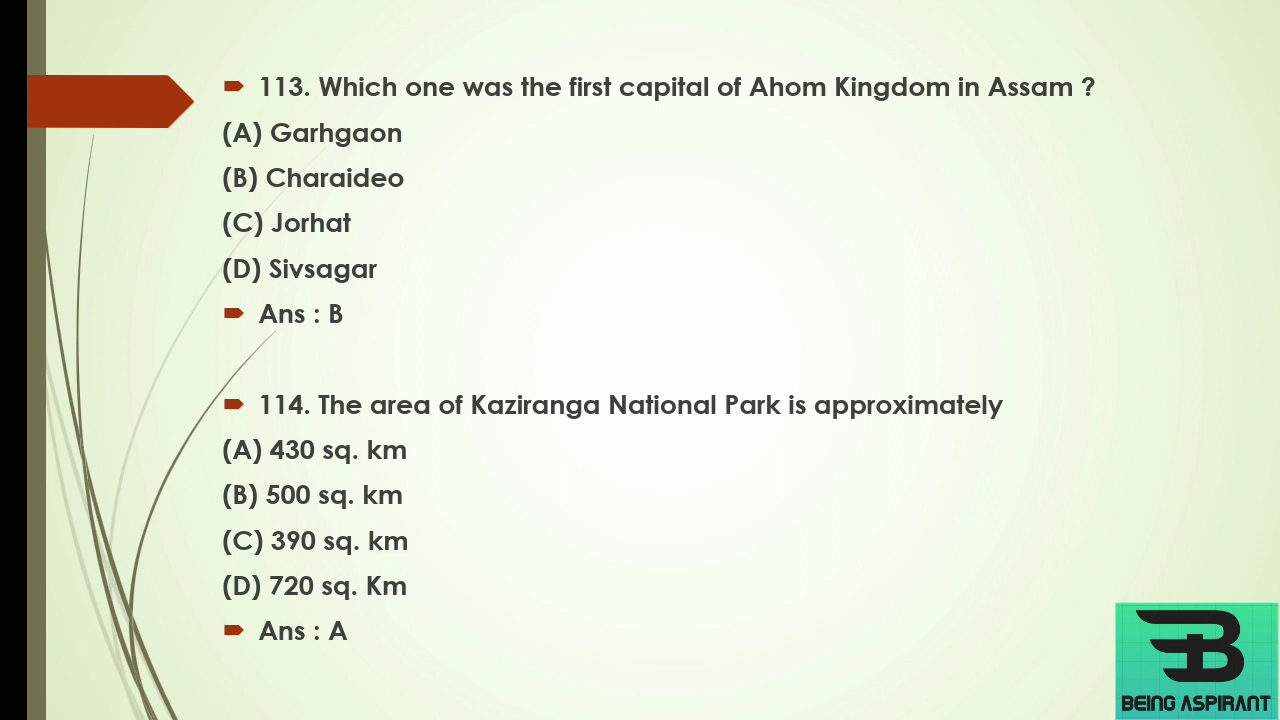 113. Which one was the first capital of Ahom Kingdom in Assam ?
(A) Garhgaon
(B) Charaideo
(C) Jorhat
(D) Sivsagar
Ans : B
114. The area of Kaziranga National Park is approximately
(A) 430 sq. km
(B) 500 sq. km
(C) 390 sq. km
(D) 720 sq. Km
Ans : A
BEING ASPIRANT